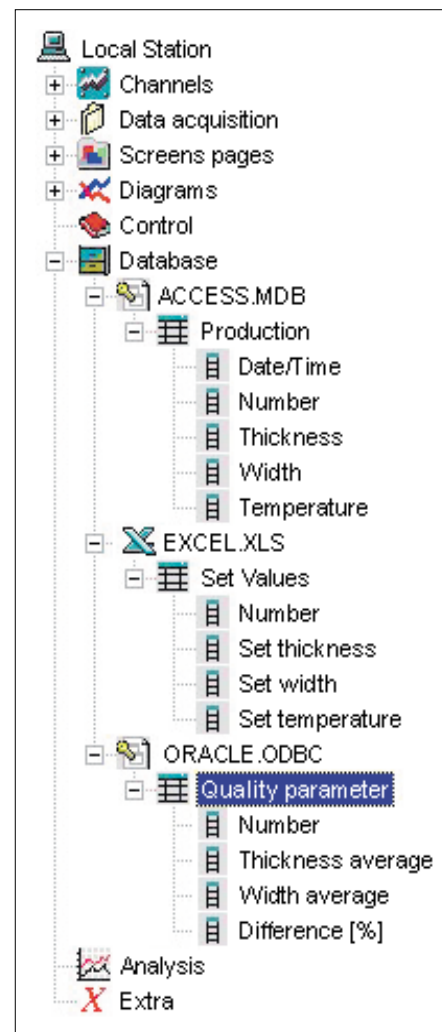 Local Station
Channels
Data acquisition
Screens pages
Diagrams
Control
Database
ACCESS.MDB
Production
Date/Time
Number
Thickness
Width
Temperature
EXCEL.XLS
Set Values
Number
Set thickness
Set width
Set temperature
ORACLE.ODBC
Quality parameter
Number
Thickness average
Width average
Difference [%]
Analysis
Extra